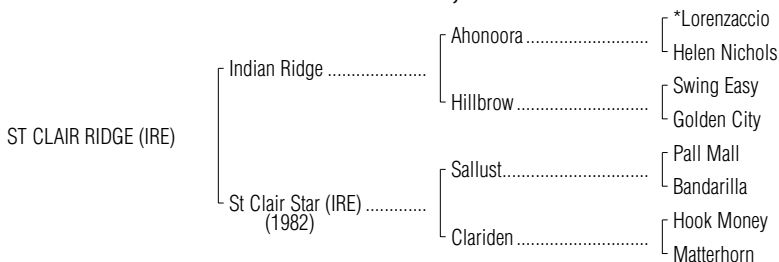 *Lorenzaccio
Ahonoora
Helen Nichols
Indian Ridge
Swing Easy
Hillbrow
Golden City
ST CLAIR RIDGE (IRE)
Pall Mall
Sallust
Bandarilla
St Clair Star (IRE)
(1982)
Hook Money
Clariden
Matterhorn